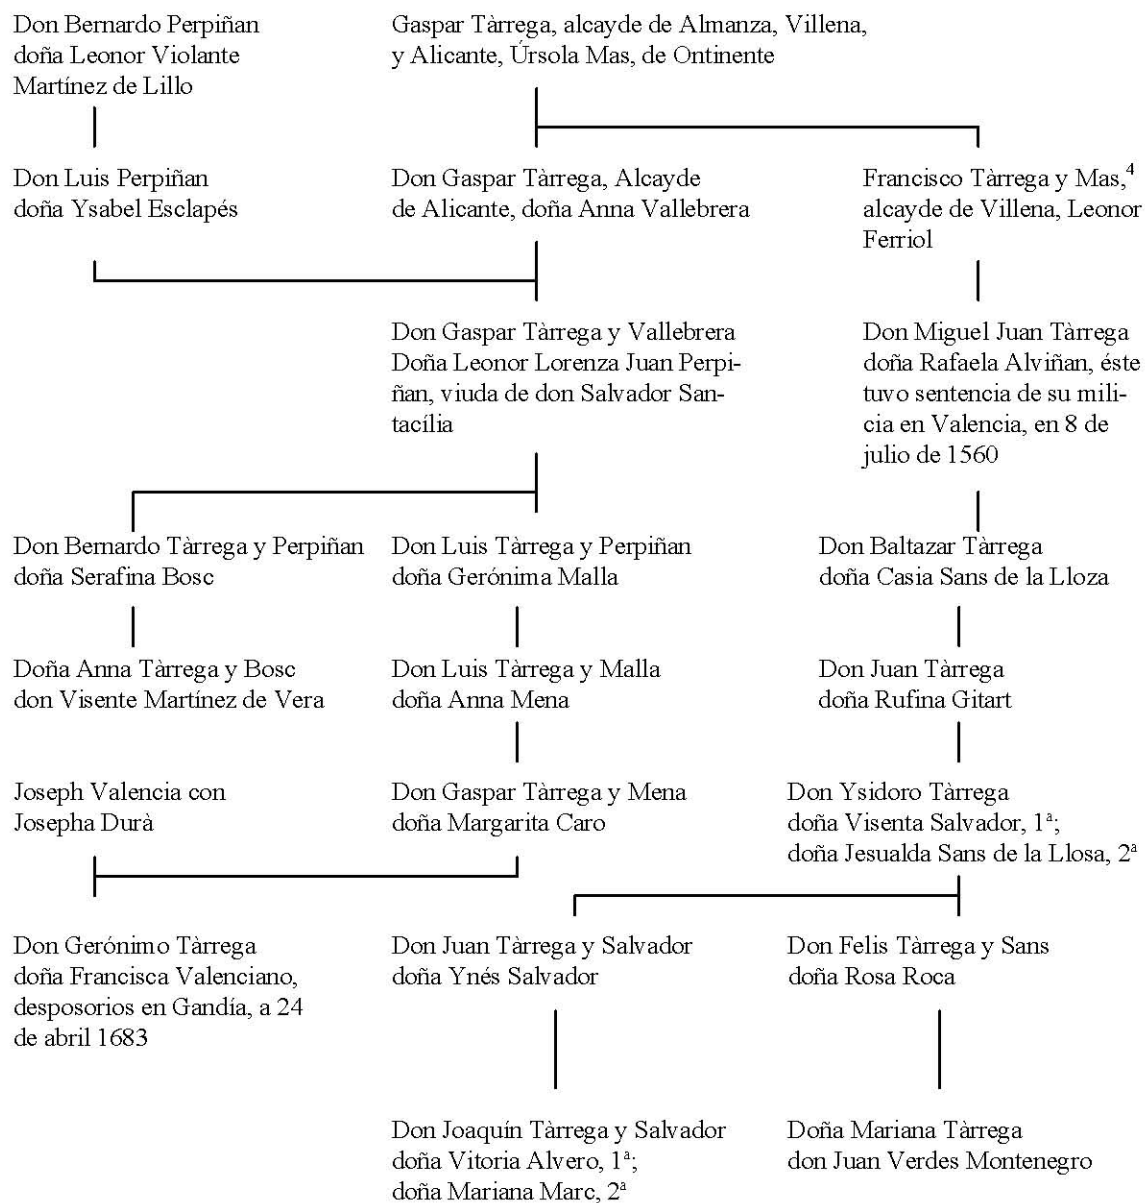 Don Bernardo Perpiñan
doña Leonor Violante
Martínez de Lillo
Gaspar Tàrrega, alcayde de Almanza, Villena,
y Alicante, Úrsola Mas, de Ontinente
Don Luis Perpiñan
doña Ysabel Esclapés
Don Gaspar Tàrrega, Alcayde
de Alicante, doña Anna Vallebrera
Francisco Tàrrega y Mas,⁴
alcayde de Villena, Leonor
Ferriol
Don Gaspar Tàrrega y Vallebrera
Doña Leonor Lorenza Juan Perpi-
ñan, viuda de don Salvador San-
tacília
Don Miguel Juan Tàrrega
doña Rafaela Alviñan, éste
tuvo sentencia de su mili-
cia en Valencia, en 8 de
julio de 1560
Don Bernardo Tàrrega y Perpiñan
doña Serafina Bosc
Don Luis Tàrrega y Perpiñan
doña Gerónima Malla
Don Baltazar Tàrrega
doña Casia Sans de la Lloza
Doña Anna Tàrrega y Bosc
don Visente Martínez de Vera
Don Luis Tàrrega y Malla
doña Anna Mena
Don Juan Tàrrega
doña Rufina Gitart
Joseph Valencia con
Josepha Durà
Don Gaspar Tàrrega y Mena
doña Margarita Caro
Don Ysidoro Tàrrega
doña Visenta Salvador, 1ª;
doña Jesualda Sans de la Llosa, 2ª
Don Gerónimo Tàrrega
doña Francisca Valenciano,
desposorios en Gandía, a 24
de abril 1683
Don Juan Tàrrega y Salvador
doña Ynés Salvador
Don Felis Tàrrega y Sans
doña Rosa Roca
Don Joaquín Tàrrega y Salvador
doña Vitoria Alvero, 1ª;
doña Mariana Marc, 2ª
Doña Mariana Tàrrega
don Juan Verdes Montenegro